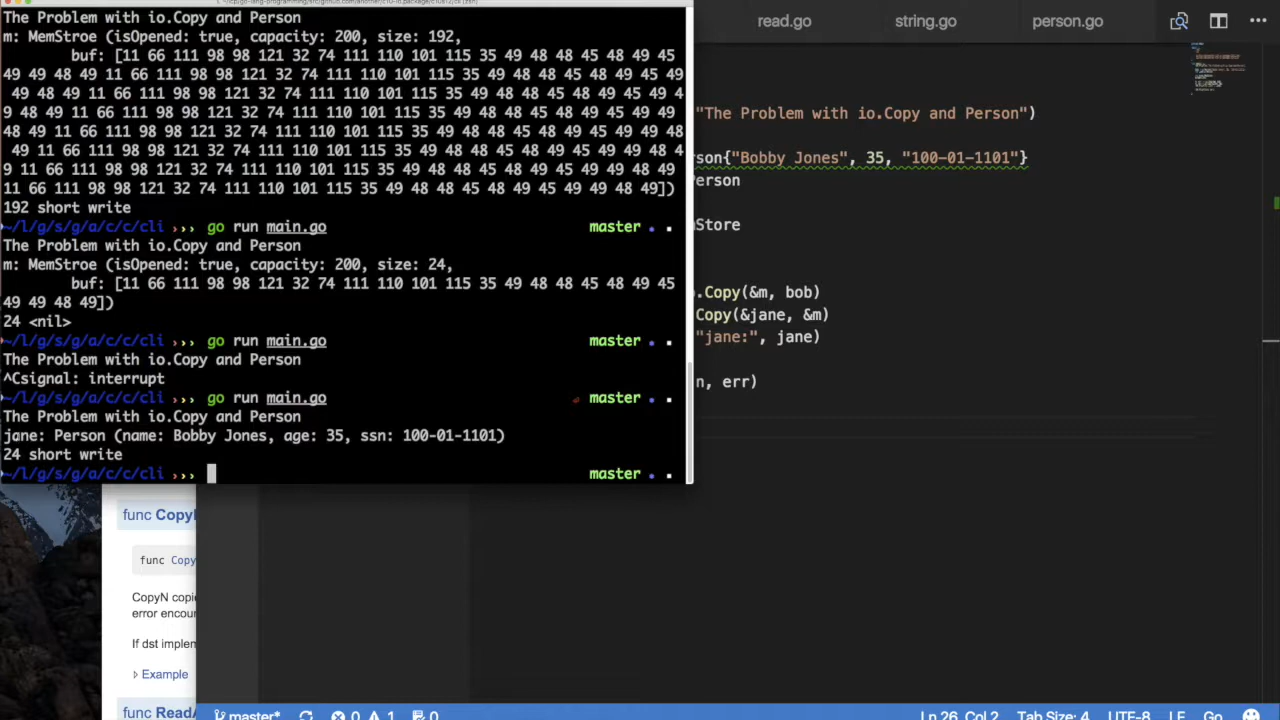 The Problem with io.Copy and Person
m: MemStroe (isOpened: true, capacity: 200, size: 192,
buf: [11 66 111 98 98 121 32 74 111 110 101 115 35 49 48 48 45 48 49 45
49 49 48 49 11 66 111 98 98 121 32 74 111 110 101 115 35 49 48 48 45 48 49 45 49
49 48 49 11 66 111 98 98 121 32 74 111 110 101 115 35 49 48 48 45 48 49 45 49 4
9 48 49 11 66 111 98 98 121 32 74 111 110 101 115 35 49 48 48 45 48 49 45 49 49
48 49 11 66 111 98 98 121 32 74 111 110 101 115 35 49 48 48 45 48 49 45 49 49 48
49 11 66 111 98 98 121 32 74 111 110 101 115 35 49 48 48 45 48 49 45 49 49 48 4
9 11 66 111 98 98 121 32 74 111 110 101 115 35 49 48 48 45 48 49 45 49 49 48 49
11 66 111 98 98 121 32 74 111 110 101 115 35 49 48 48 45 48 49 45 49 49 48 49])
192 short write
~/l/g/s/g/a/c/c/cli ››› go run main.go master
The Problem with io.Copy and Person
m: MemStroe (isOpened: true, capacity: 200, size: 24,
buf: [11 66 111 98 98 121 32 74 111 110 101 115 35 49 48 48 45 48 49 45
49 49 48 49])
24 <nil>
~/l/g/s/g/a/c/c/cli ››› go run main.go master
The Problem with io.Copy and Person
^Csignal: interrupt
~/l/g/s/g/a/c/c/cli ››› go run main.go master
The Problem with io.Copy and Person
jane: Person (name: Bobby Jones, age: 35, ssn: 100-01-1101)
24 short write
~/l/g/s/g/a/c/c/cli ››› master
read.go string.go person.go
"The Problem with io.Copy and Person")
rson{"Bobby Jones", 35, "100-01-1101"}
Person
mStore
o.Copy(&m, bob)
Copy(&jane, &m)
"jane:", jane)
n, err)
func CopyN
func Copy
CopyN copie
error encour
If dst implem
Example
func ReadA
master* 0 1 0 Ln 26, Col 2 Tab Size: 4 UTF-8 LF Go